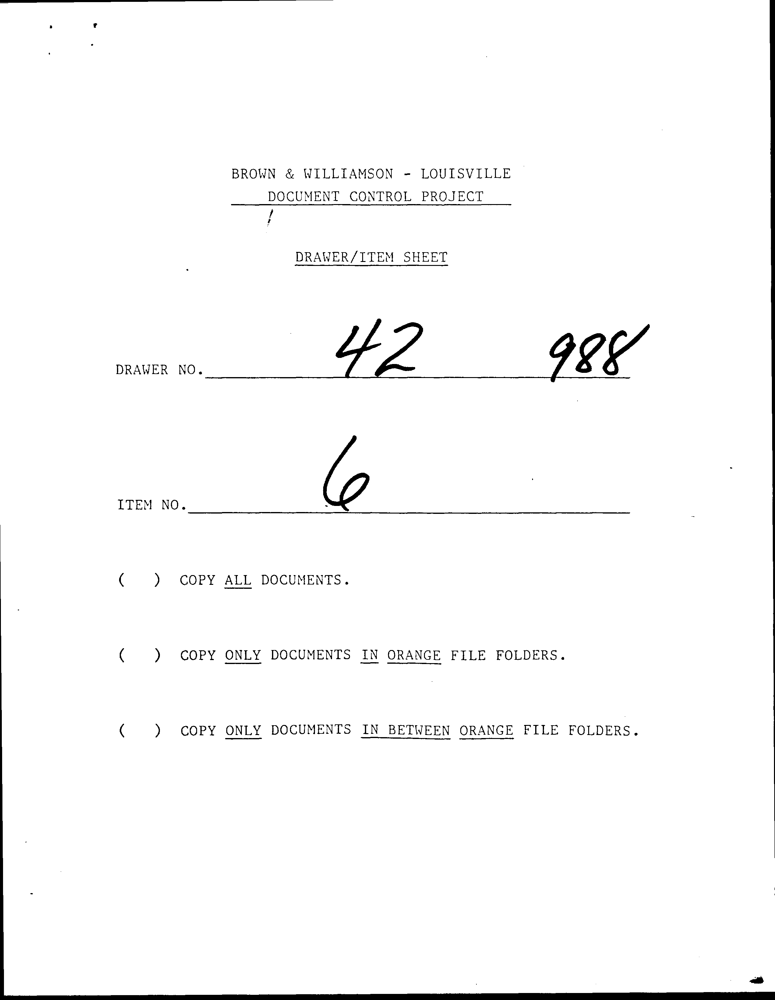 BROWN & WILLIAMSON - LOUISVILLE
DOCUMENT CONTROL PROJECT
DRAWER/ITEM SHEET
DRAWER NO. 42 988
ITEM NO. 6
( ) COPY ALL DOCUMENTS.
( ) COPY ONLY DOCUMENTS IN ORANGE FILE FOLDERS.
( ) COPY ONLY DOCUMENTS IN BETWEEN ORANGE FILE FOLDERS.